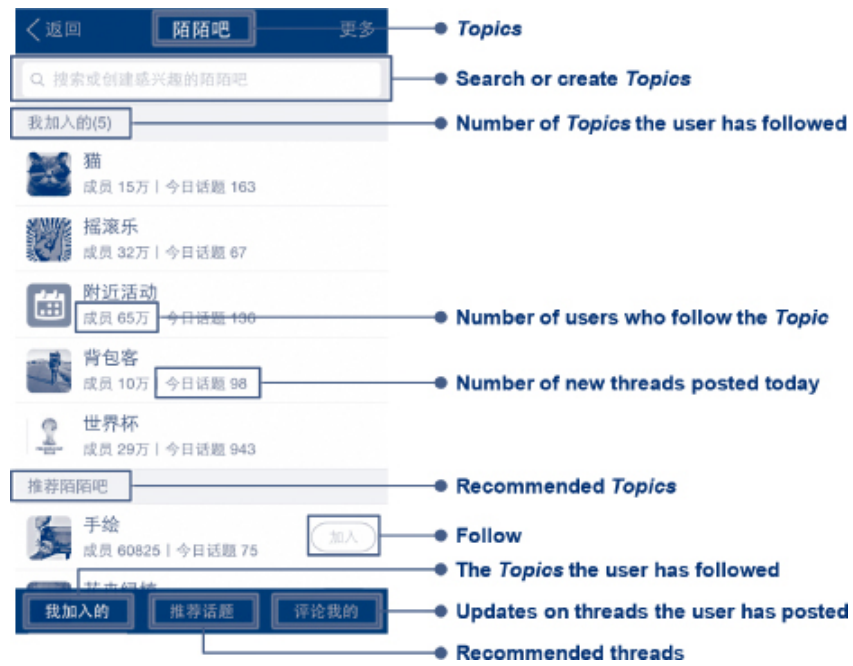 返回 陌陌吧 更多 Topics
搜索或创建感兴趣的陌陌吧 Search or create Topics
我加入的(5) Number of Topics the user has followed
猫
成员 15万 | 今日话题 163
摇滚乐
成员 32万 | 今日话题 67
附近活动
成员 65万 | 今日话题 130 Number of users who follow the Topic
背包客
成员 10万 | 今日话题 98 Number of new threads posted today
世界杯
成员 29万 | 今日话题 943
推荐陌陌吧 Recommended Topics
手绘
加入 Follow
成员 60825 | 今日话题 75
The Topics the user has followed
我加入的 推荐话题 评论我的 Updates on threads the user has posted
Recommended threads